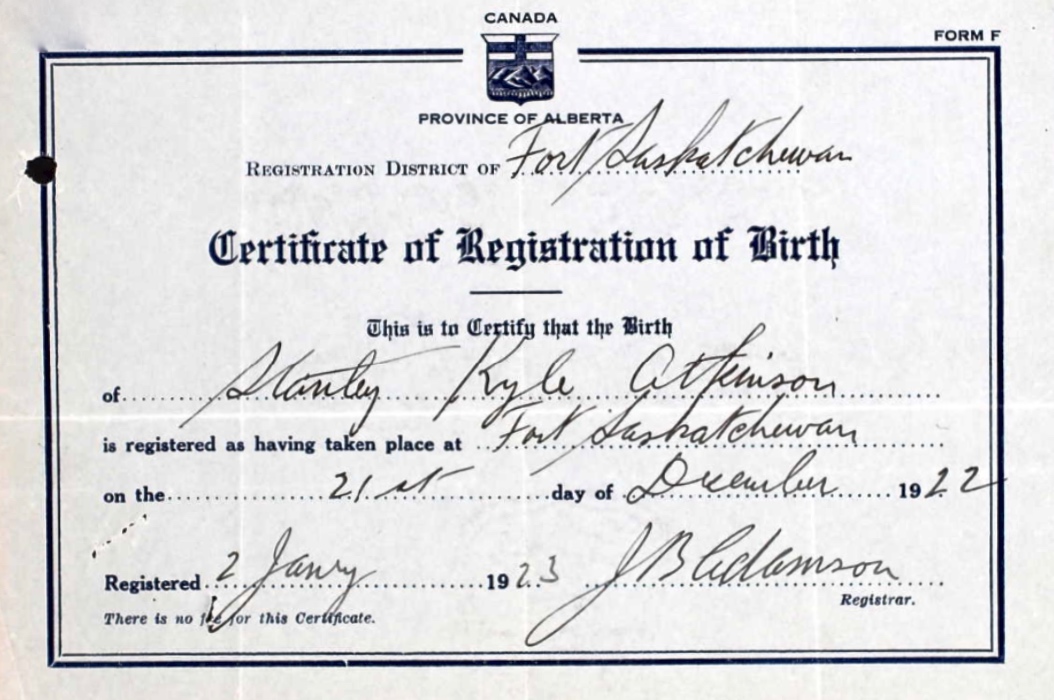 CANADA
FORM F
PROVINCE OF ALBERTA
REGISTRATION DISTRICT OF Fort Saskatchewan
Certificate of Registration of Birth
This is to Certify that the Birth
of Stanley Kyle Atkinson
is registered as having taken place at Fort Saskatchewan
on the 21st day of December 1922
Registered 2 Janry 1923 J B Adamson
Registrar.
There is no fee for this Certificate.